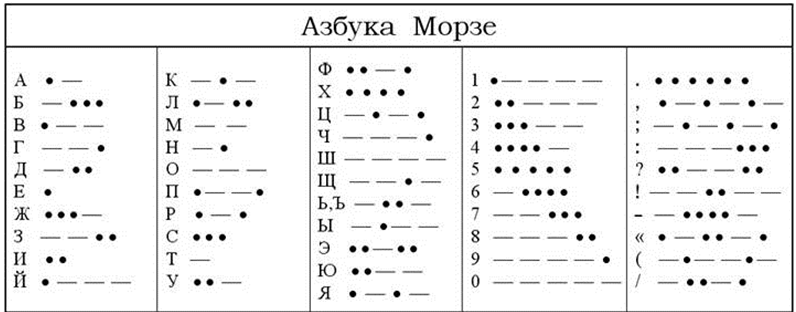 Азбука Морзе
А ● —
Б — ● ● ●
В ● — —
Г — — ●
Д — ● ●
Е ●
Ж ● ● ● —
З — — ● ●
И ● ●
Й ● — — —
К — ● —
Л ● — ● ●
М — —
Н — ●
О — — —
П ● — — ●
Р ● — ●
С ● ● ●
Т —
У ● ● —
Ф ● ● — ●
Х ● ● ● ●
Ц — ● — ●
Ч — — — ●
Ш — — — —
Щ — — ● —
Ь,Ъ — ● ● —
Ы — ● — —
Э ● ● — ● ●
Ю ● ● — —
Я ● — ● —
1 ● — — — —
2 ● ● — — —
3 ● ● ● — —
4 ● ● ● ● —
5 ● ● ● ● ●
6 — ● ● ● ●
7 — — ● ● ●
8 — — — ● ●
9 — — — — ●
0 — — — — —
. ● ● ● ● ● ●
, ● — ● — ● —
; — ● — ● — ●
: — — — ● ● ●
? ● ● — — ● ●
! — — ● ● — —
– — ● ● ● ● —
« ● — ● ● — ●
( — ● — — ● —
/ — ● ● — ●